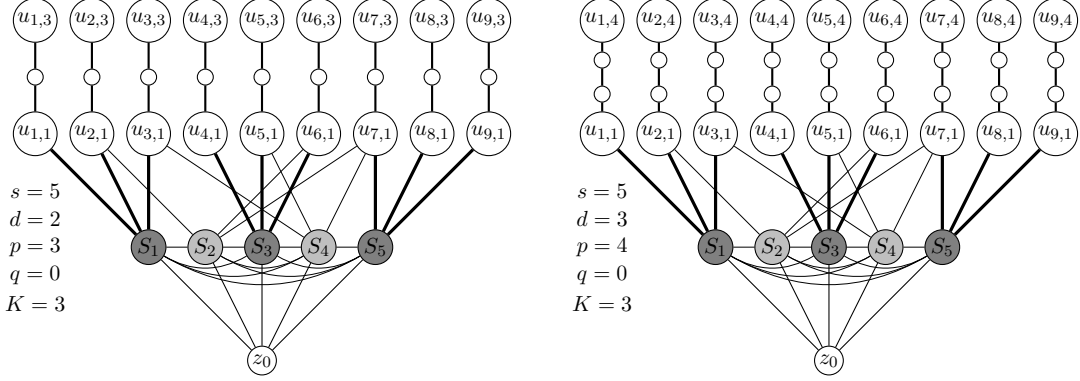 u1,3 u2,3 u3,3 u4,3 u5,3 u6,3 u7,3 u8,3 u9,3
u1,1 u2,1 u3,1 u4,1 u5,1 u6,1 u7,1 u8,1 u9,1
s = 5
d = 2
p = 3
q = 0
K = 3
S1 S2 S3 S4 S5
z0
u1,4 u2,4 u3,4 u4,4 u5,4 u6,4 u7,4 u8,4 u9,4
u1,1 u2,1 u3,1 u4,1 u5,1 u6,1 u7,1 u8,1 u9,1
s = 5
d = 3
p = 4
q = 0
K = 3
S1 S2 S3 S4 S5
z0